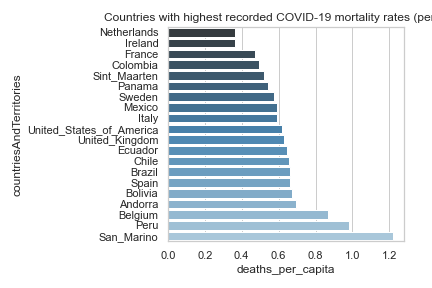 Countries with highest recorded COVID-19 mortality rates (per
Netherlands
Ireland
France
Colombia
Sint_Maarten
Panama
Sweden
Mexico
Italy
United_States_of_America
United_Kingdom
Ecuador
Chile
Brazil
Spain
Bolivia
Andorra
Belgium
Peru
San_Marino
countriesAndTerritories
0.0 0.2 0.4 0.6 0.8 1.0 1.2
deaths_per_capita